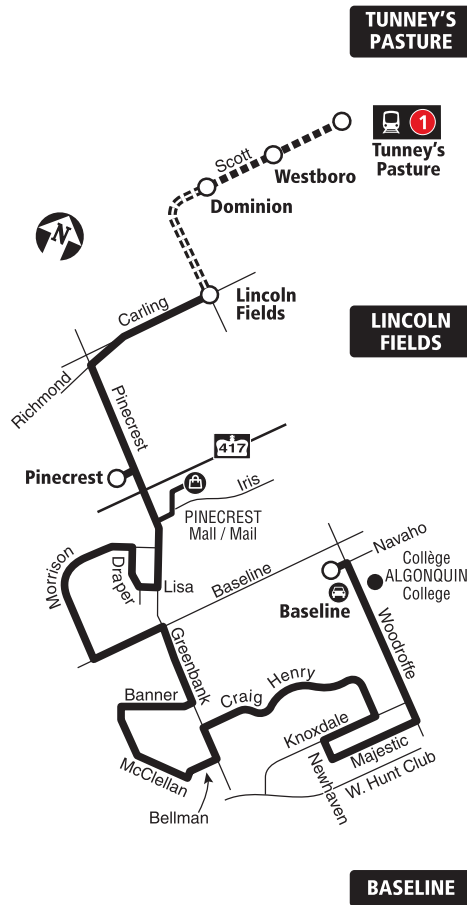 TUNNEY'S
PASTURE
1
Tunney's
Pasture
Scott
Westboro
Dominion
N
Lincoln
Fields
Carling
LINCOLN
FIELDS
Richmond
Pinecrest
417
Pinecrest
Iris
PINECREST
Mall / Mail
Navaho
Collège
ALGONQUIN
College
Morrison
Draper
Lisa
Baseline
Baseline
Woodroffe
Greenbank
Henry
Banner
Craig
Knoxdale
McClellan
Newhaven
Majestic
W. Hunt Club
Bellman
BASELINE